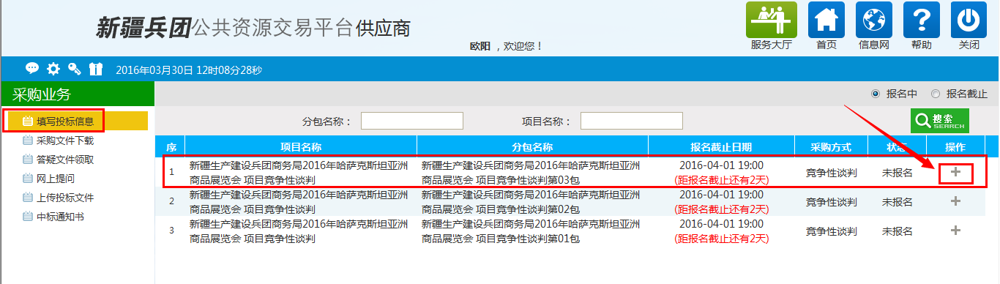 新疆兵团公共资源交易平台供应商
欧阳 ，欢迎您！
服务大厅 首页 信息网 帮助 关闭
2016年03月30日 12时08分28秒
采购业务
报名中 报名截止
填写投标信息
采购文件下载
答疑文件领取
网上提问
上传投标文件
中标通知书
分包名称： 项目名称： 搜索
SEARCH
序 项目名称 分包名称 报名截止日期 采购方式 状态 操作
1 新疆生产建设兵团商务局2016年哈萨克斯坦亚洲 新疆生产建设兵团商务局2016年哈萨克斯坦亚洲 2016-04-01 19:00 竞争性谈判 未报名
商品展览会 项目竞争性谈判 商品展览会 项目竞争性谈判第03包 (距报名截止还有2天)
2 新疆生产建设兵团商务局2016年哈萨克斯坦亚洲 新疆生产建设兵团商务局2016年哈萨克斯坦亚洲 2016-04-01 19:00 竞争性谈判 未报名
商品展览会 项目竞争性谈判 商品展览会 项目竞争性谈判第02包 (距报名截止还有2天)
3 新疆生产建设兵团商务局2016年哈萨克斯坦亚洲 新疆生产建设兵团商务局2016年哈萨克斯坦亚洲 2016-04-01 19:00 竞争性谈判 未报名
商品展览会 项目竞争性谈判 商品展览会 项目竞争性谈判第01包 (距报名截止还有2天)